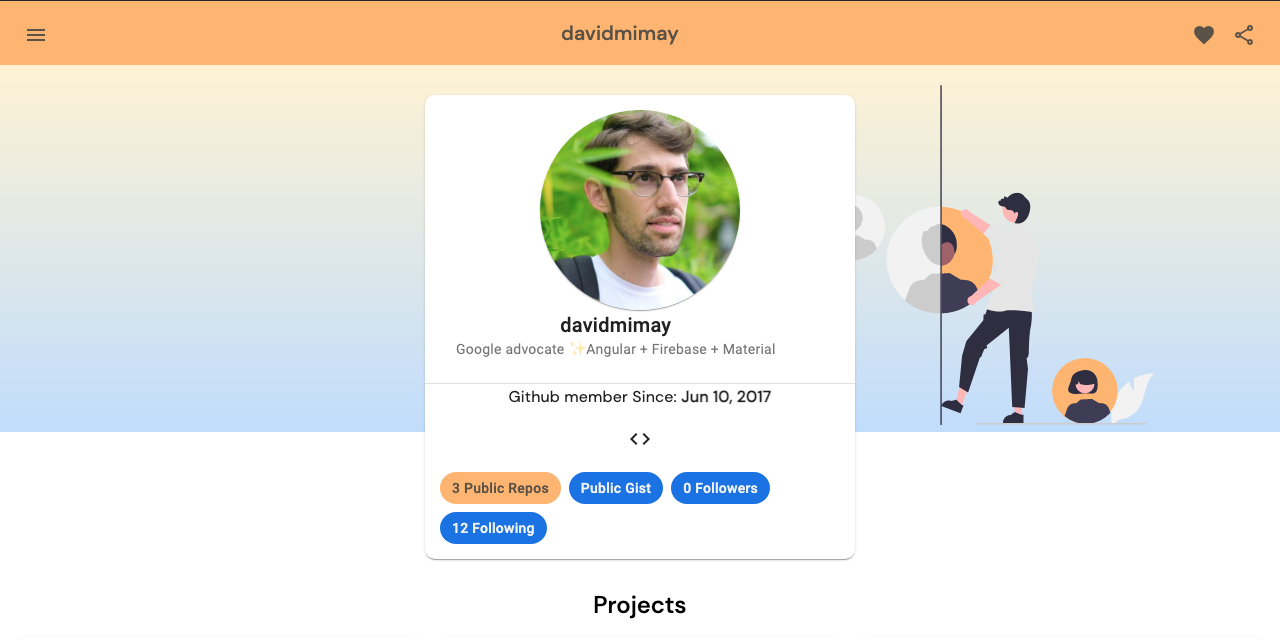 davidmimay
davidmimay
Google advocate ✨Angular + Firebase + Material
Github member Since: Jun 10, 2017
<>
3 Public Repos
Public Gist
0 Followers
12 Following
Projects